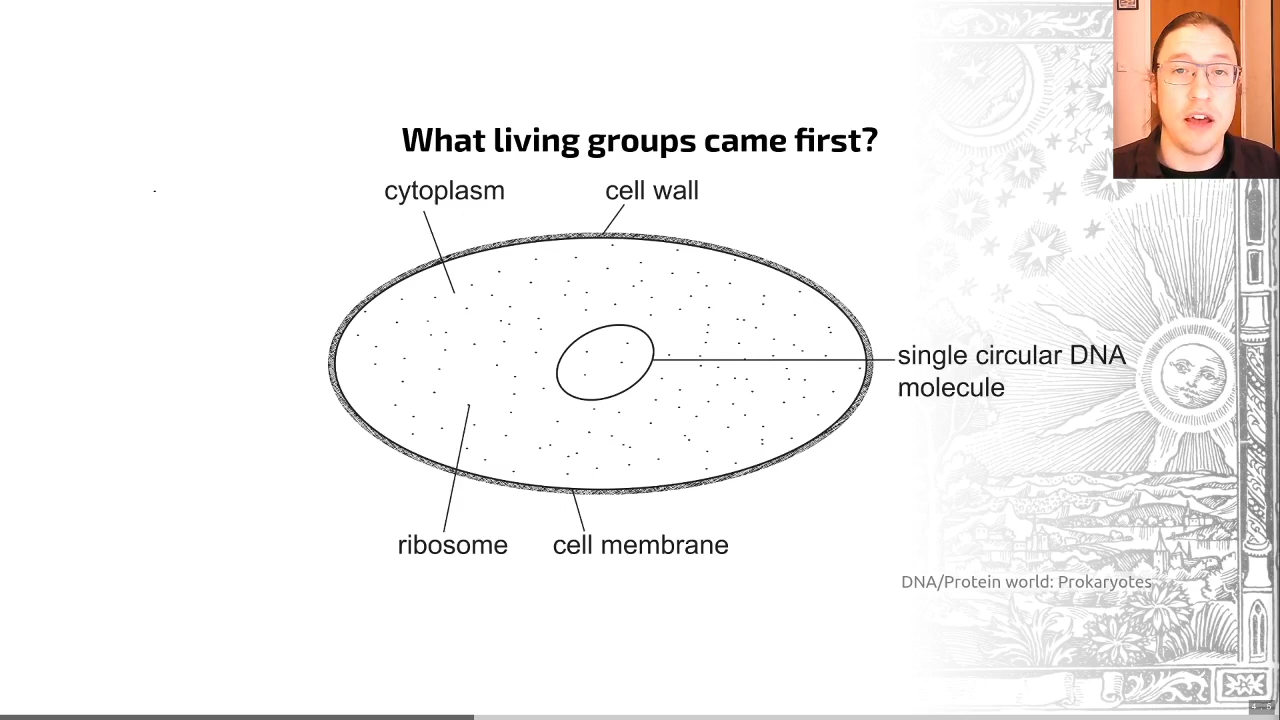 What living groups came first?
cytoplasm
cell wall
single circular DNA
molecule
ribosome
cell membrane
DNA/Protein world: Prokaryotes